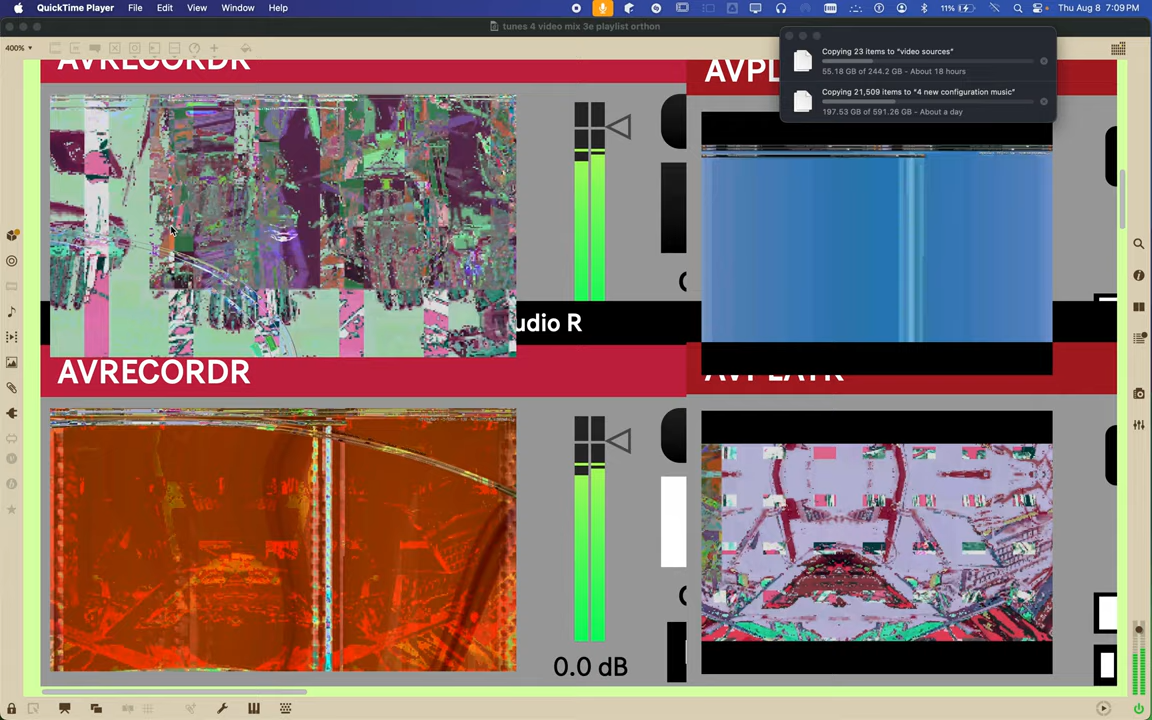 QuickTime Player File Edit View Window Help
11%
Thu Aug 8 7:09 PM
tunes 4 video mix 3e playlist orthon
400%
Copying 23 items to "video sources"
55.18 GB of 244.2 GB - About 18 hours
Copying 21,509 items to "4 new configuration music"
197.53 GB of 591.26 GB - About a day
AVRECORDR
udio R
AVRECORDR
0.0 dB